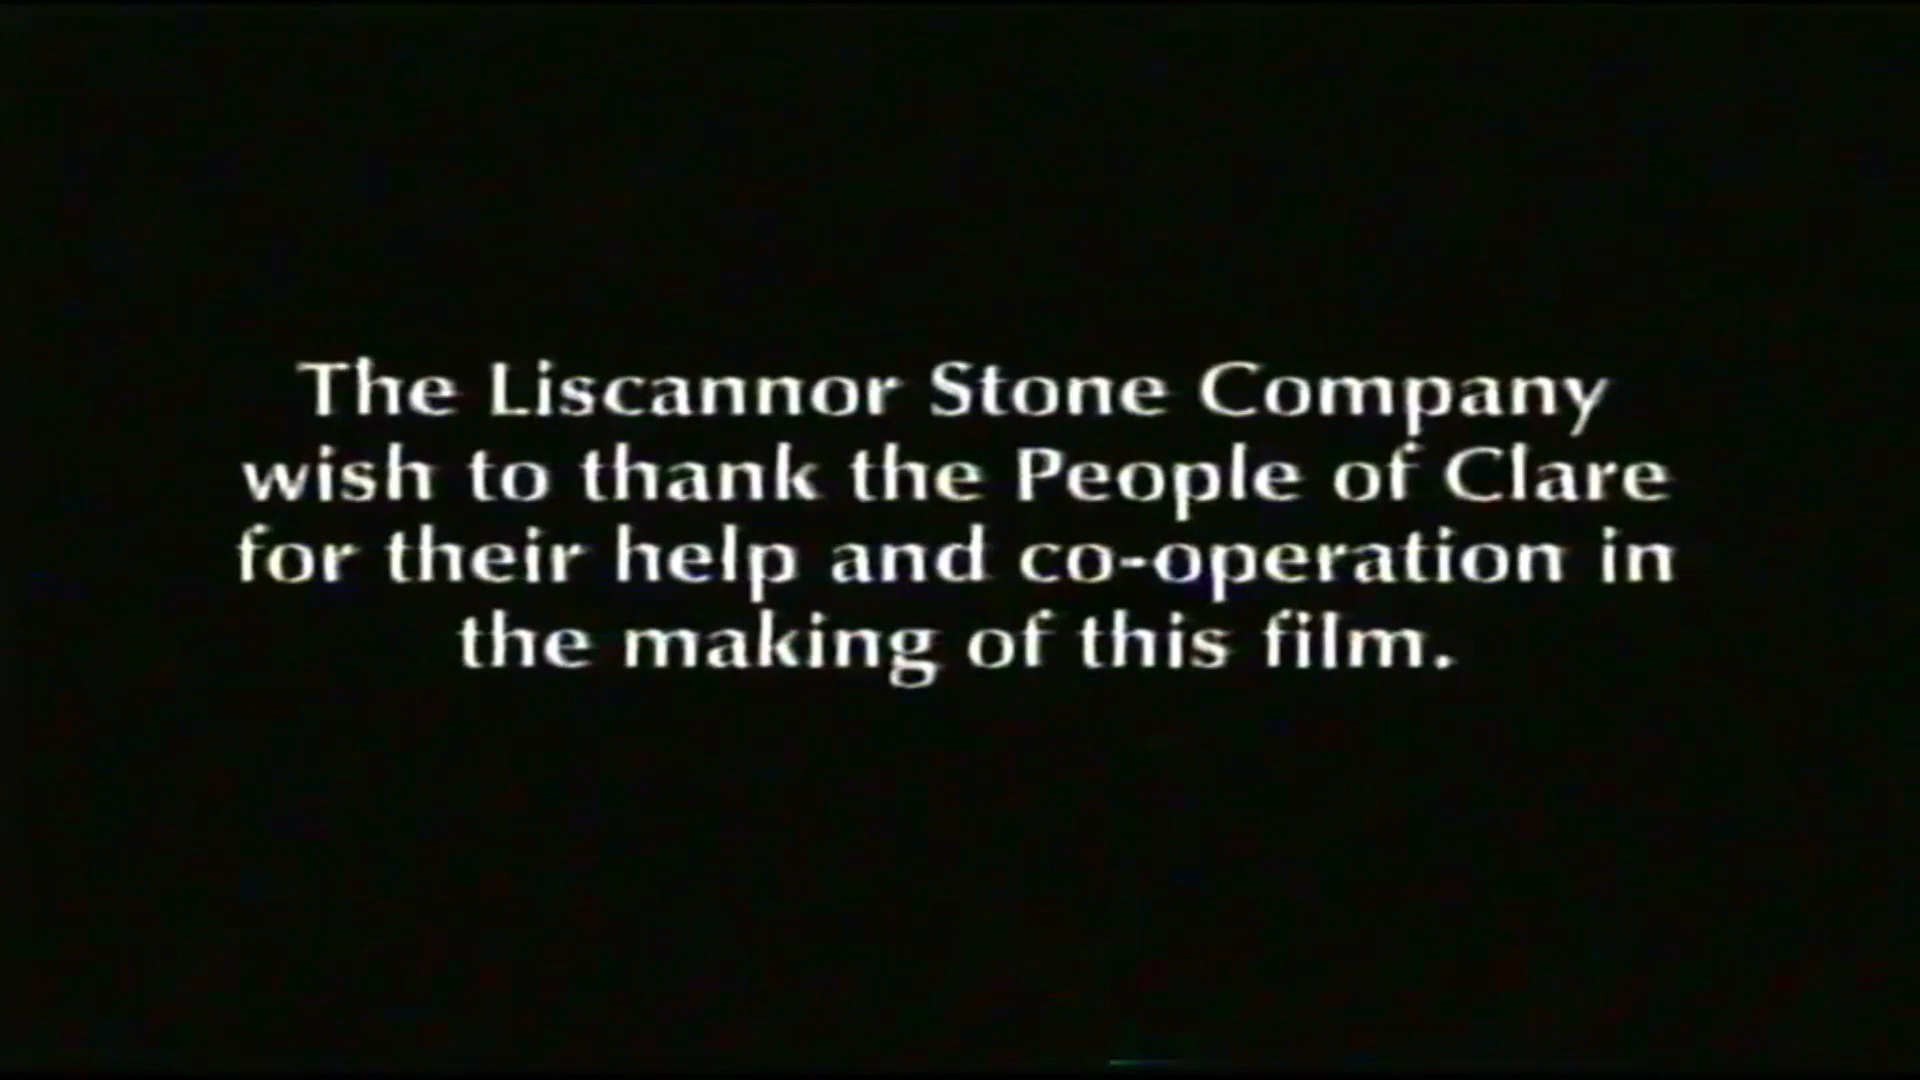 The Liscannor Stone Company
wish to thank the People of Clare
for their help and co-operation in
the making of this film.